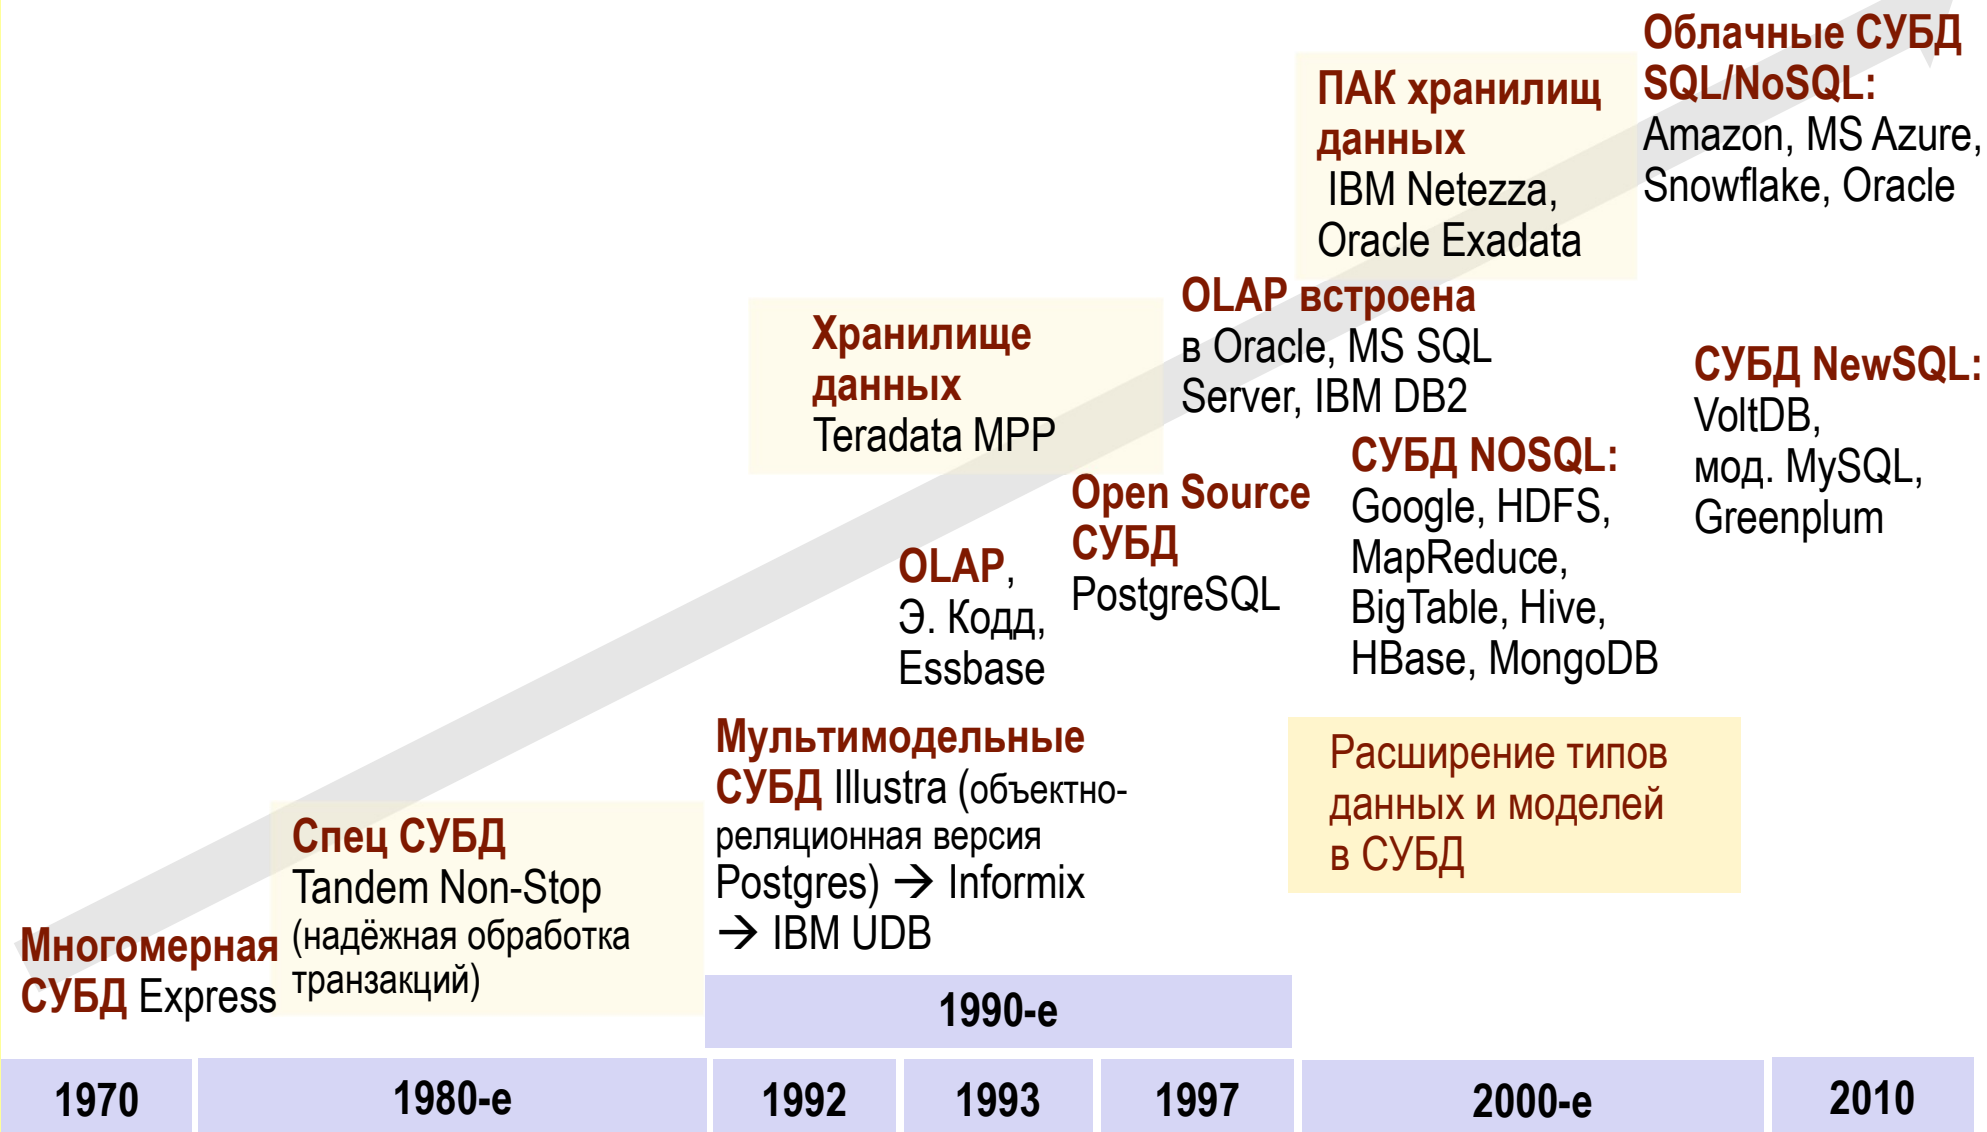 Облачные СУБД
SQL/NoSQL:
Amazon, MS Azure,
Snowflake, Oracle
ПАК хранилищ
данных
IBM Netezza,
Oracle Exadata
OLAP встроена
в Oracle, MS SQL
Server, IBM DB2
Хранилище
данных
Teradata MPP
СУБД NewSQL:
VoltDB,
мод. MySQL,
Greenplum
СУБД NOSQL:
Google, HDFS,
MapReduce,
BigTable, Hive,
HBase, MongoDB
Open Source
СУБД
PostgreSQL
OLAP,
Э. Кодд,
Essbase
Мультимодельные
СУБД Illustra (объектно-
реляционная версия
Postgres) → Informix
→ IBM UDB
Расширение типов
данных и моделей
в СУБД
Спец СУБД
Tandem Non-Stop
(надёжная обработка
транзакций)
Многомерная
СУБД Express
1990-е
1970
1980-е
1992
1993
1997
2000-е
2010